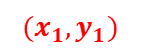 (x₁, y₁)